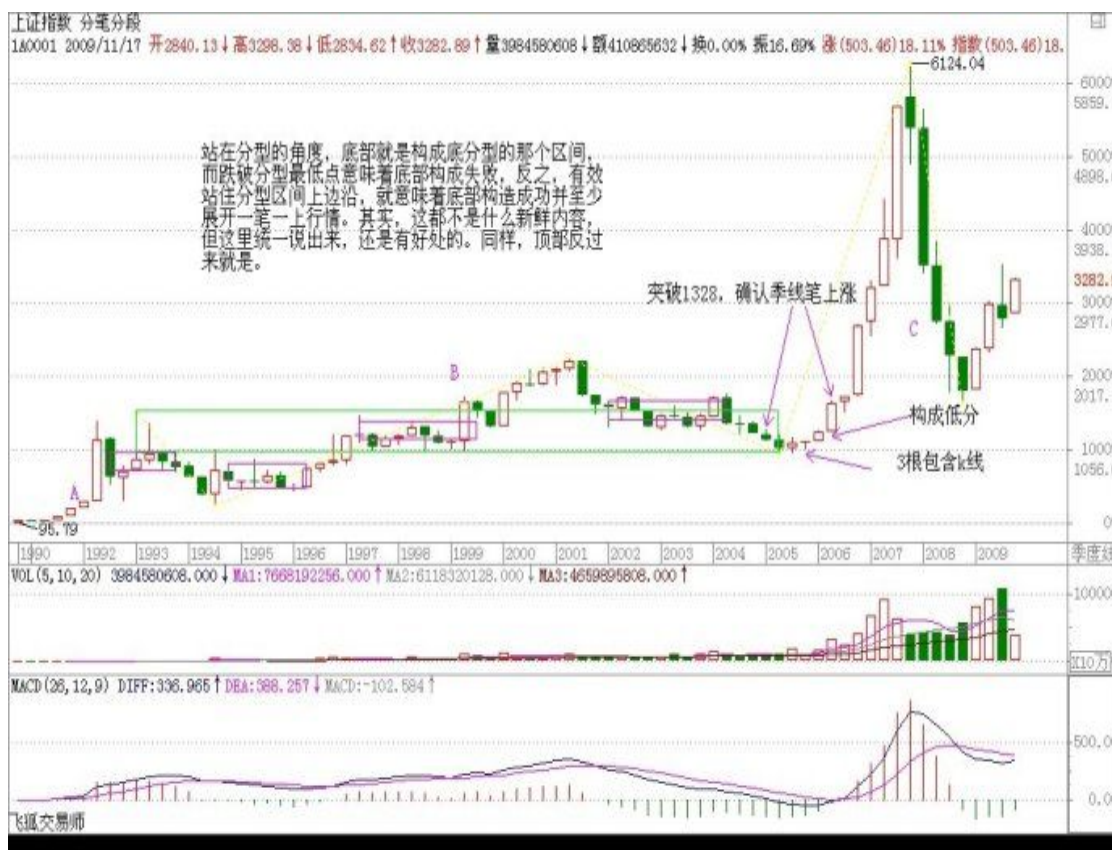 上证指数 分笔分段
1A0001 2009/11/17 开2840.13↓高3298.38↓低2834.62↑收3282.89↑量3984580608↓额410865632↓换0.00% 振16.69% 涨(503.46)18.11% 指数(503.46)18.
6124.04
6000
5859.
站在分型的角度，底部就是构成底分型的那个区间，
而跌破分型最低点意味着底部构成失败，反之，有效
站住分型区间上边沿，就意味着底部构造成功并至少
展开一笔一上行情。其实，这都不是什么新鲜内容，
但这里统一说出来，还是有好处的。同样，顶部反过
来就是。
5000
4898.
4000
3938.
3282.
突破1328，确认季线笔上涨
3000
2977.
C
B
2000
2017.
构成低分
1000
1056.
3根包含k线
A
95.79
0
1990 1992 1993 1994 1995 1996 1997 1998 1999 2000 2001 2002 2003 2004 2005 2006 2007 2008 2009 季度线
VOL(5,10,20) 3984580608.000↓MA1:7668192256.000↑MA2:6118320128.000↓MA3:4659895808.000↑
10000
X10万
MACD(26,12,9) DIFF:336.965↑DEA:388.257↓MACD:-102.584↑
500.0
0.0
飞狐交易师